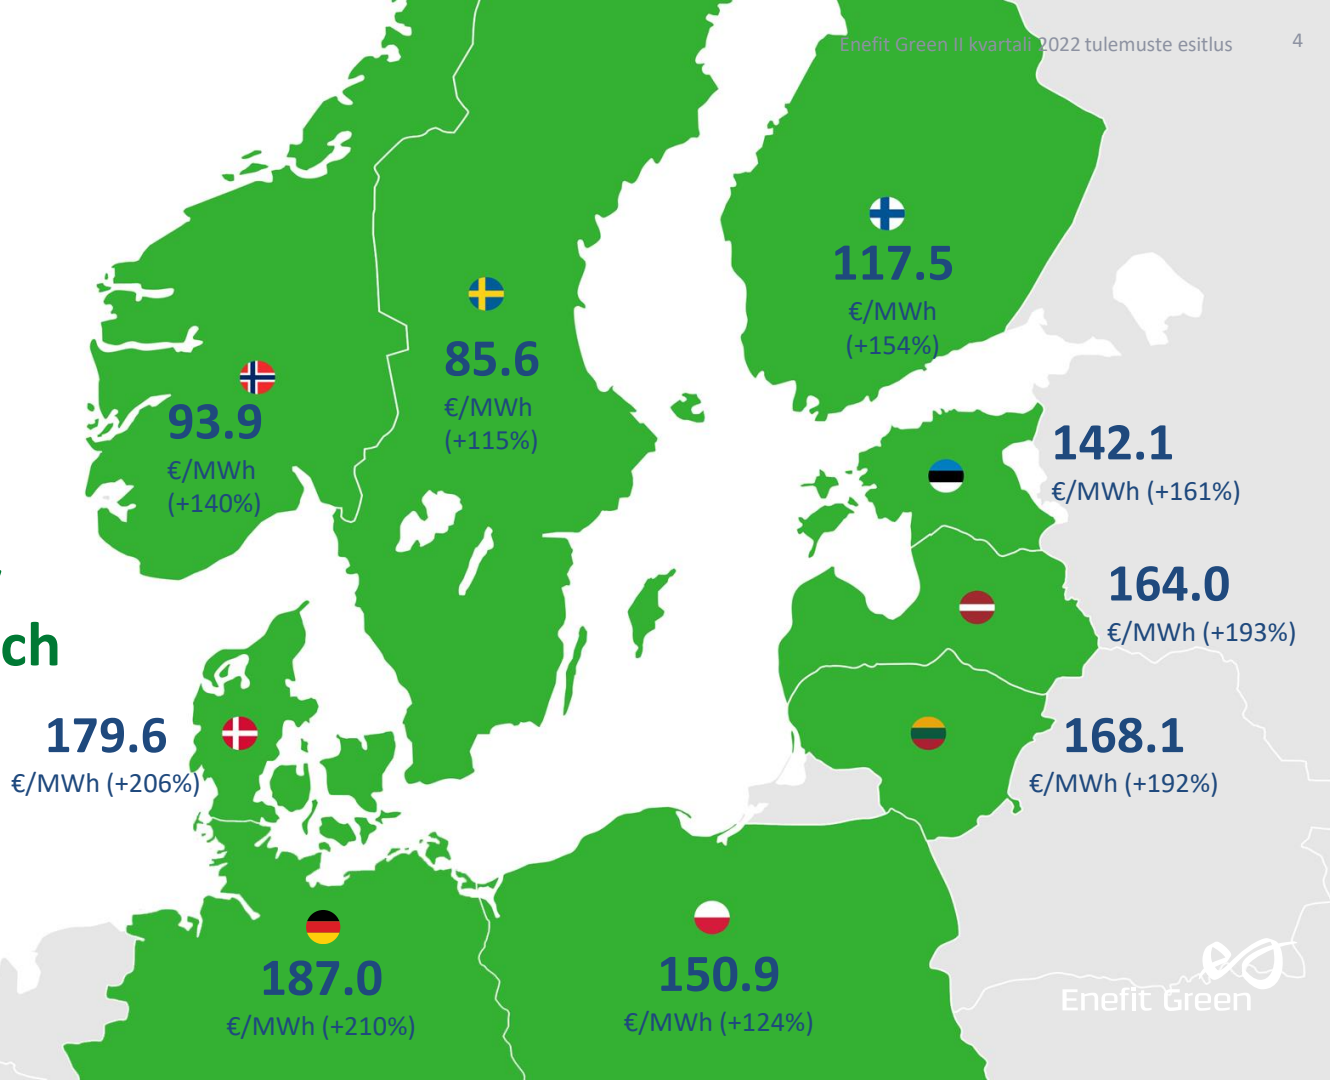 Enefit Green II kvartali 2022 tulemuste esitlus
4
117.5
€/MWh
(+154%)
85.6
€/MWh
(+115%)
93.9
€/MWh
(+140%)
142.1
€/MWh (+161%)
164.0
€/MWh (+193%)
ch
179.6
€/MWh (+206%)
168.1
€/MWh (+192%)
187.0
€/MWh (+210%)
150.9
€/MWh (+124%)
Enefit Green